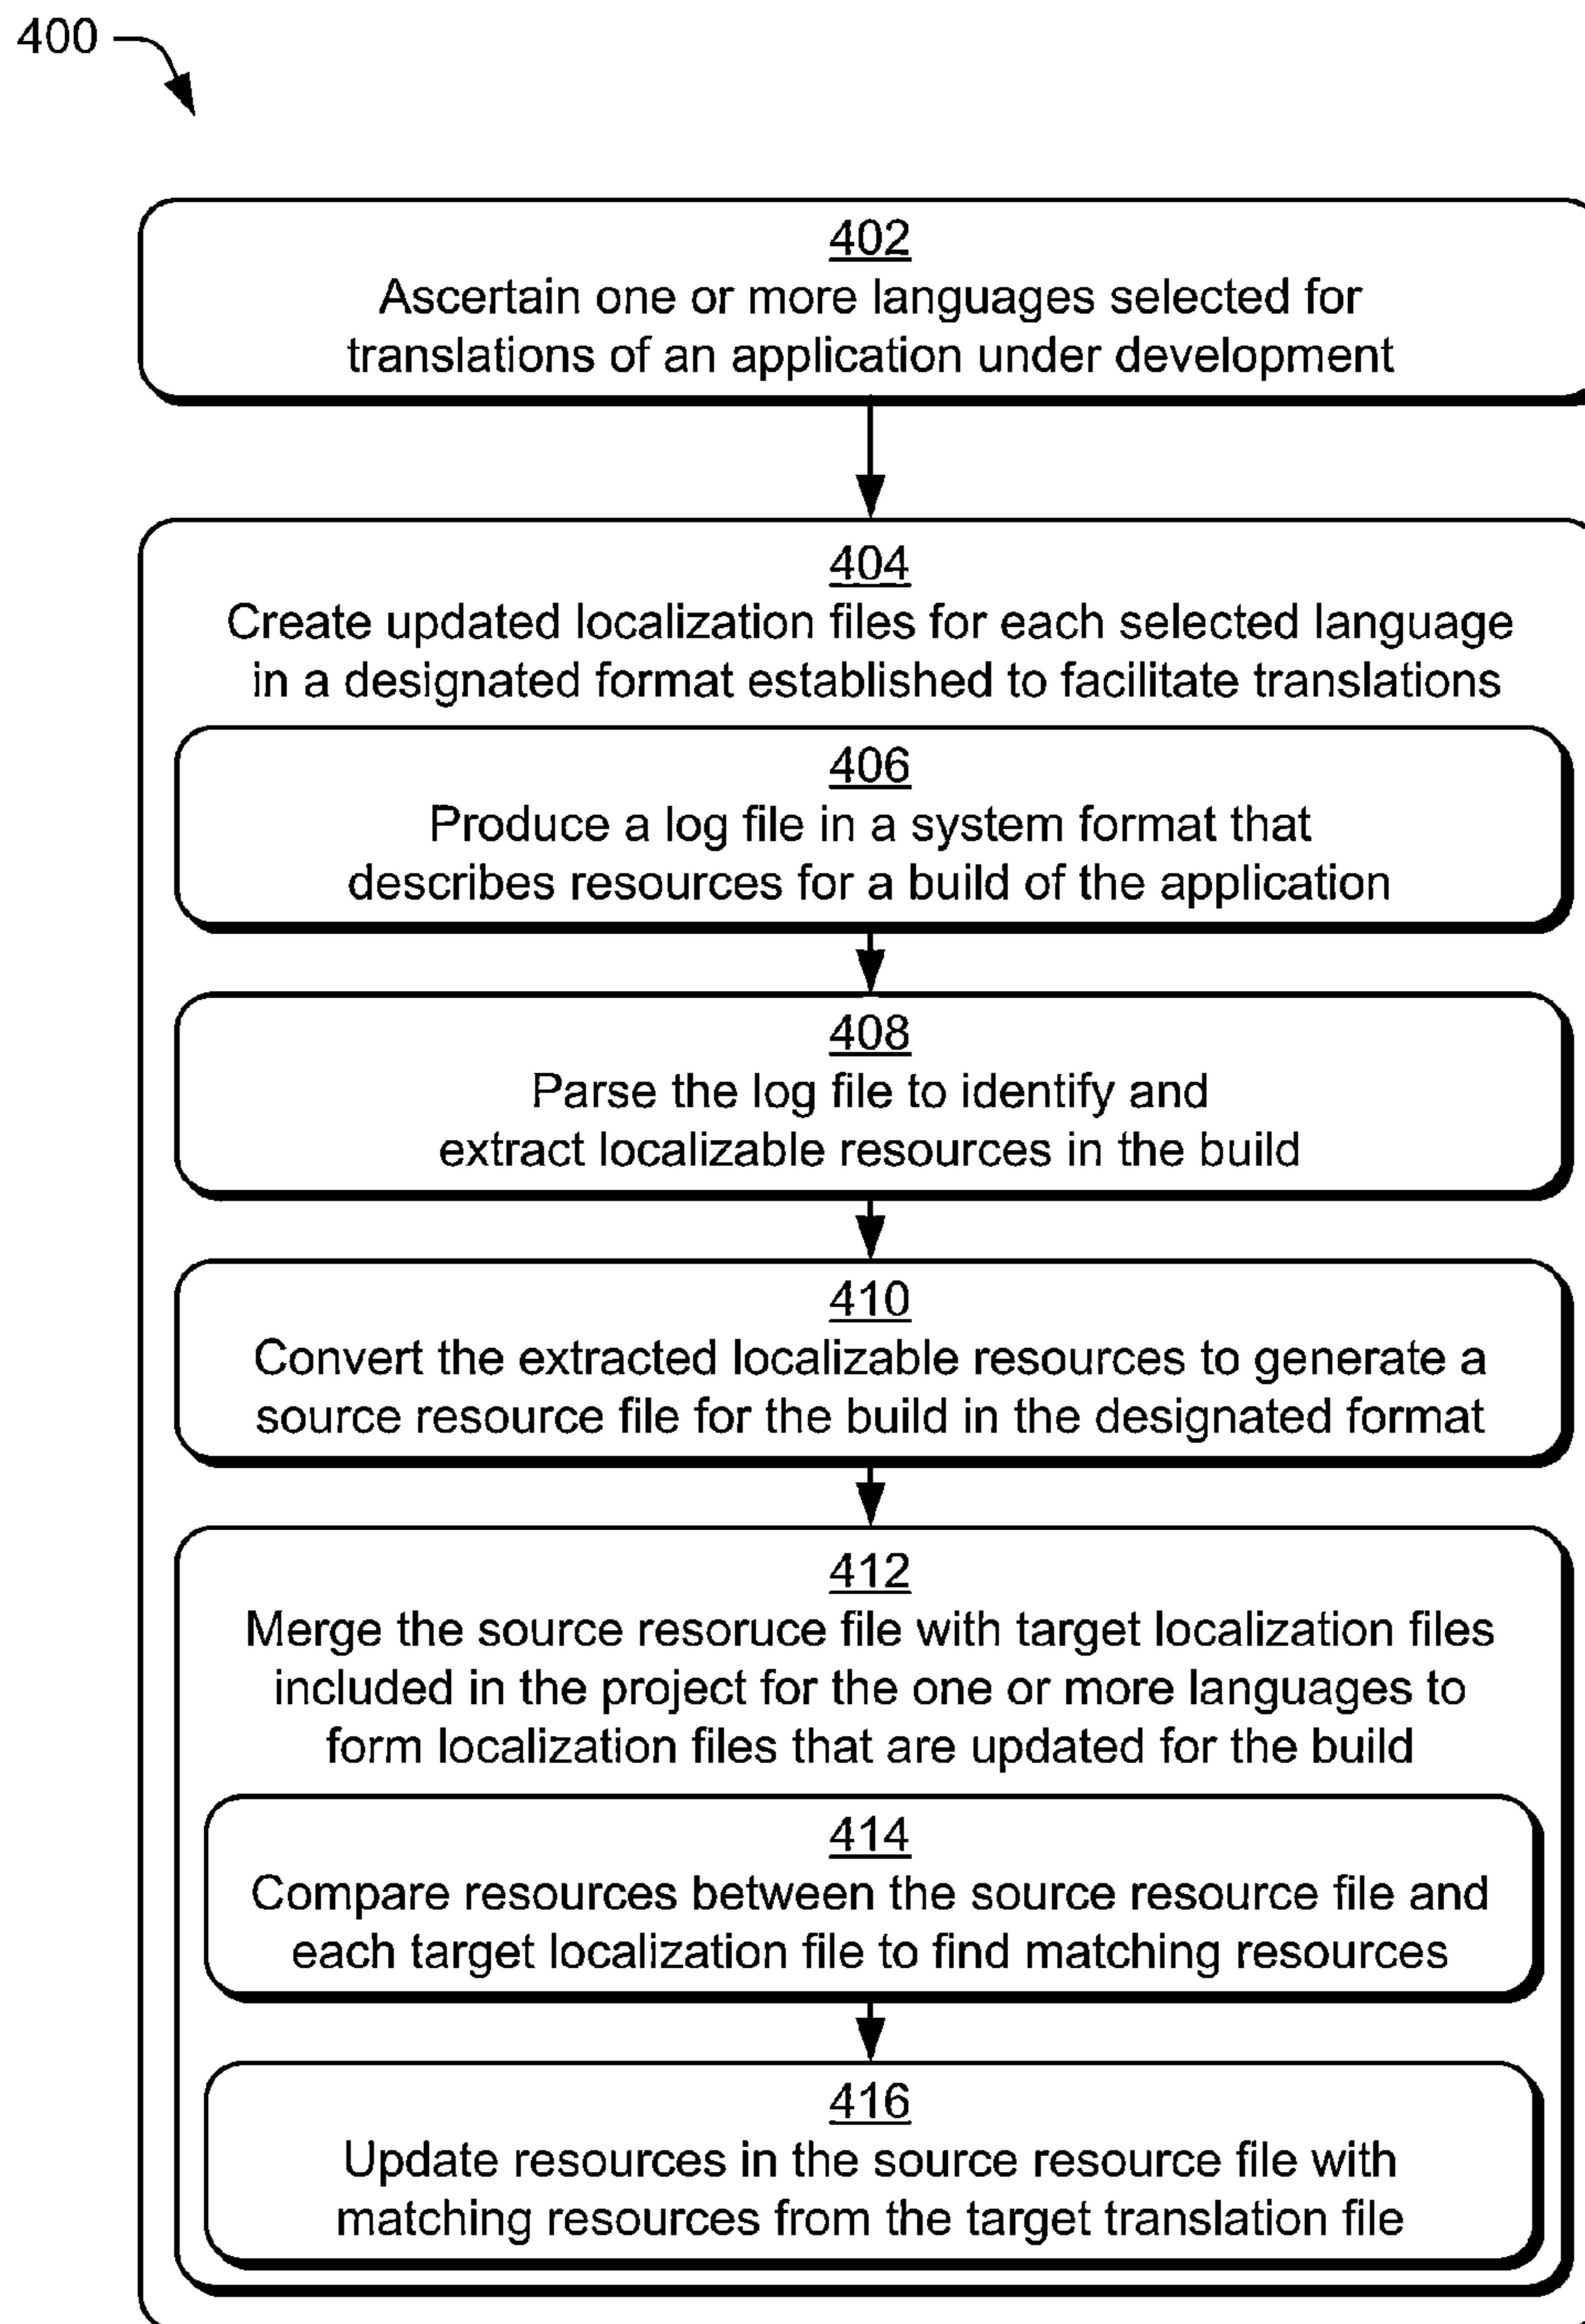 400
402
Ascertain one or more languages selected for
translations of an application under development
404
Create updated localization files for each selected language
in a designated format established to facilitate translations
406
Produce a log file in a system format that
describes resources for a build of the application
408
Parse the log file to identify and
extract localizable resources in the build
410
Convert the extracted localizable resources to generate a
source resource file for the build in the designated format
412
Merge the source resoruce file with target localization files
included in the project for the one or more languages to
form localization files that are updated for the build
414
Compare resources between the source resource file and
each target localization file to find matching resources
416
Update resources in the source resource file with
matching resources from the target translation file